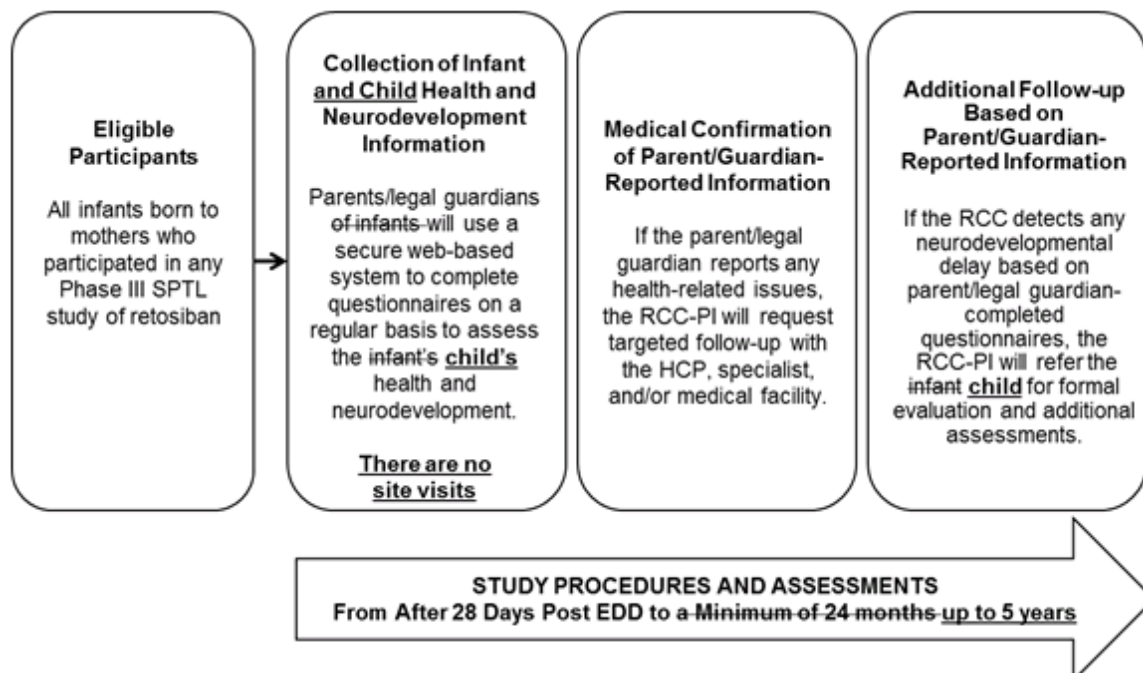 Eligible
Participants
All infants born to
mothers who
participated in any
Phase III SPTL
study of retosiban
Collection of Infant
and Child Health and
Neurodevelopment
Information
Parents/legal guardians
of infants will use a
secure web-based
system to complete
questionnaires on a
regular basis to assess
the infant's child's
health and
neurodevelopment.
There are no
site visits
Medical Confirmation
of Parent/Guardian-
Reported Information
If the parent/legal
guardian reports any
health-related issues,
the RCC-PI will request
targeted follow-up with
the HCP, specialist,
and/or medical facility.
Additional Follow-up
Based on
Parent/Guardian-
Reported Information
If the RCC detects any
neurodevelopmental
delay based on
parent/legal guardian-
completed
questionnaires, the
RCC-PI will refer the
infant child for formal
evaluation and additional
assessments.
STUDY PROCEDURES AND ASSESSMENTS
From After 28 Days Post EDD to a Minimum of 24 months up to 5 years